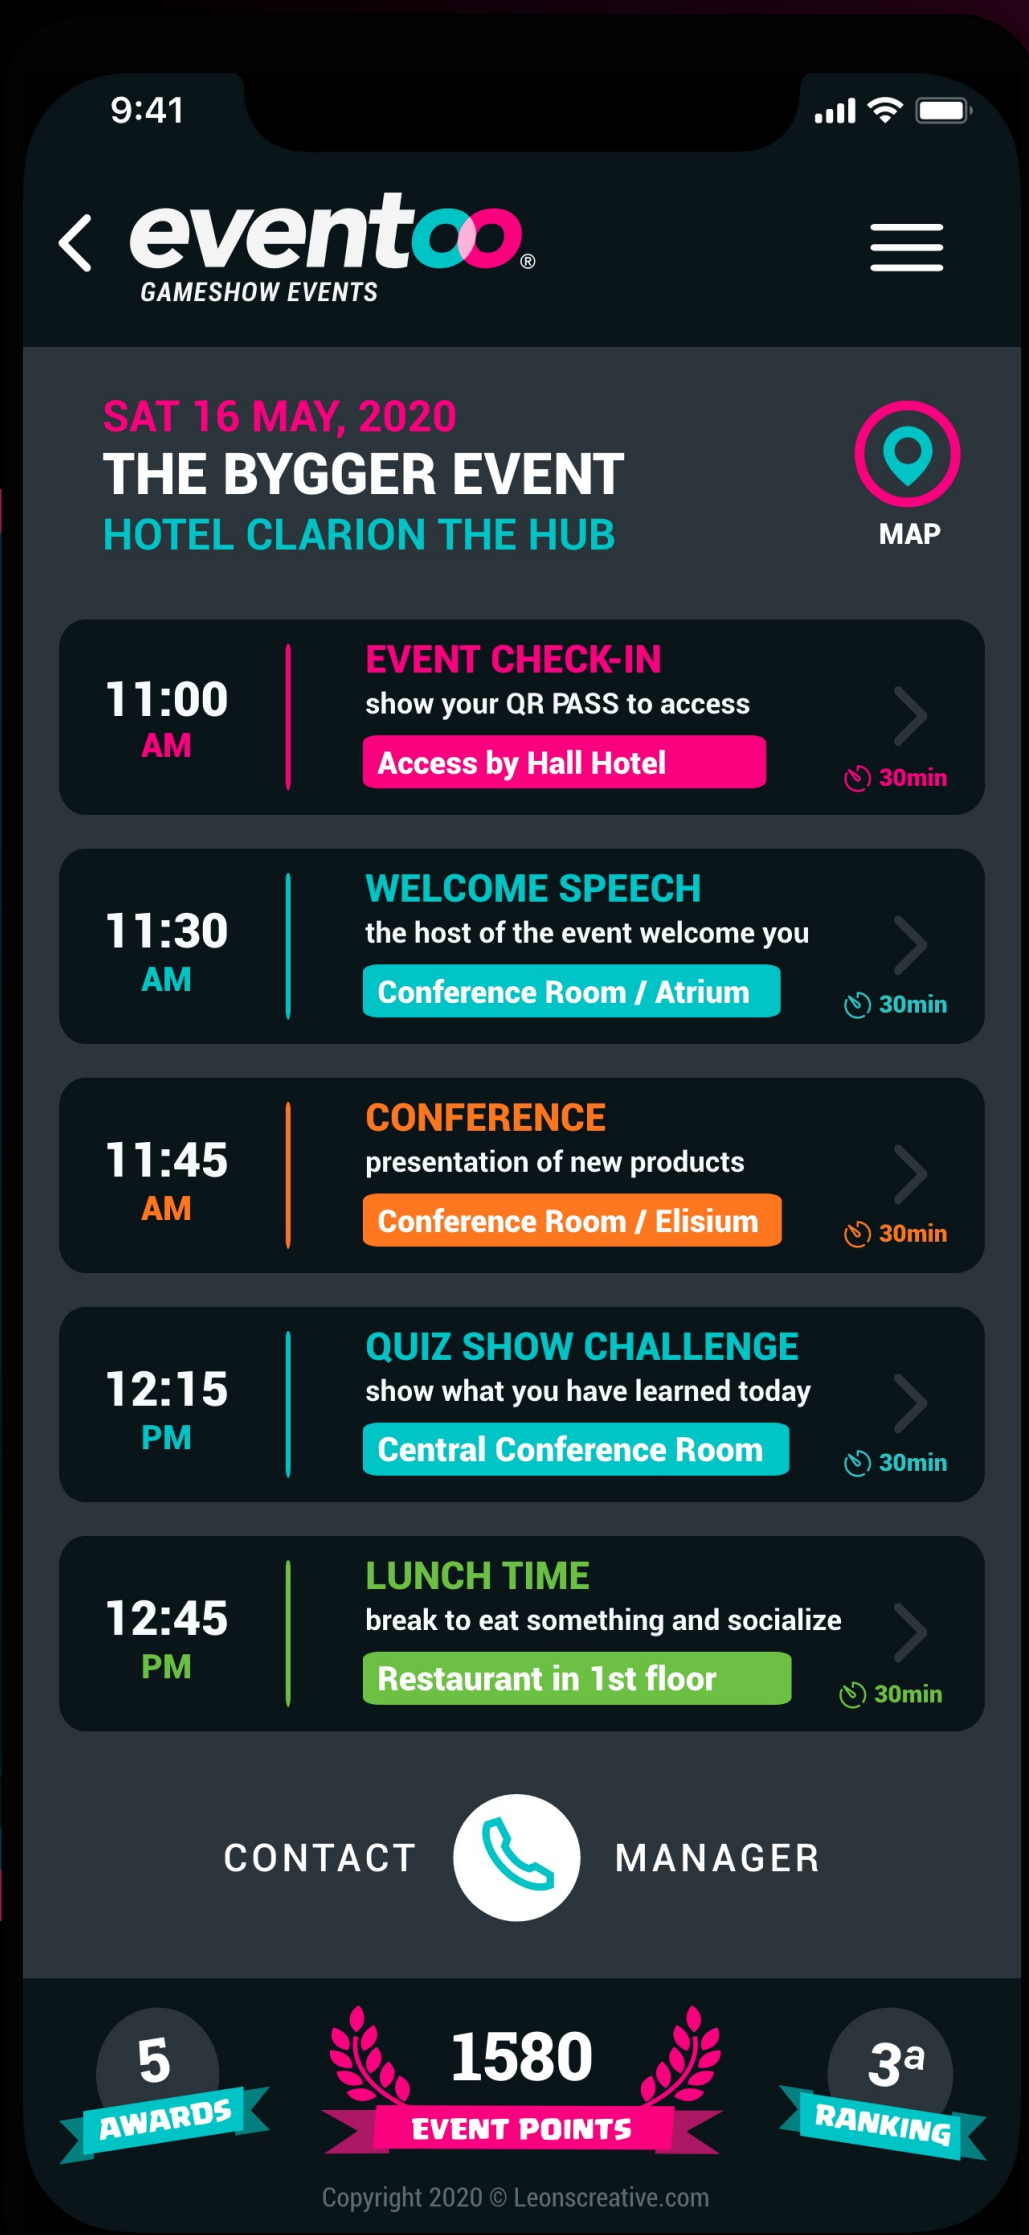 9:41
eventoo®
GAMESHOW EVENTS
SAT 16 MAY, 2020
THE BYGGER EVENT
HOTEL CLARION THE HUB
MAP
11:00
AM
EVENT CHECK-IN
show your QR PASS to access
Access by Hall Hotel
30min
11:30
AM
WELCOME SPEECH
the host of the event welcome you
Conference Room / Atrium
30min
11:45
AM
CONFERENCE
presentation of new products
Conference Room / Elisium
30min
12:15
PM
QUIZ SHOW CHALLENGE
show what you have learned today
Central Conference Room
30min
12:45
PM
LUNCH TIME
break to eat something and socialize
Restaurant in 1st floor
30min
CONTACT MANAGER
5
AWARDS
1580
EVENT POINTS
3ª
RANKING
Copyright 2020 © Leonscreative.com